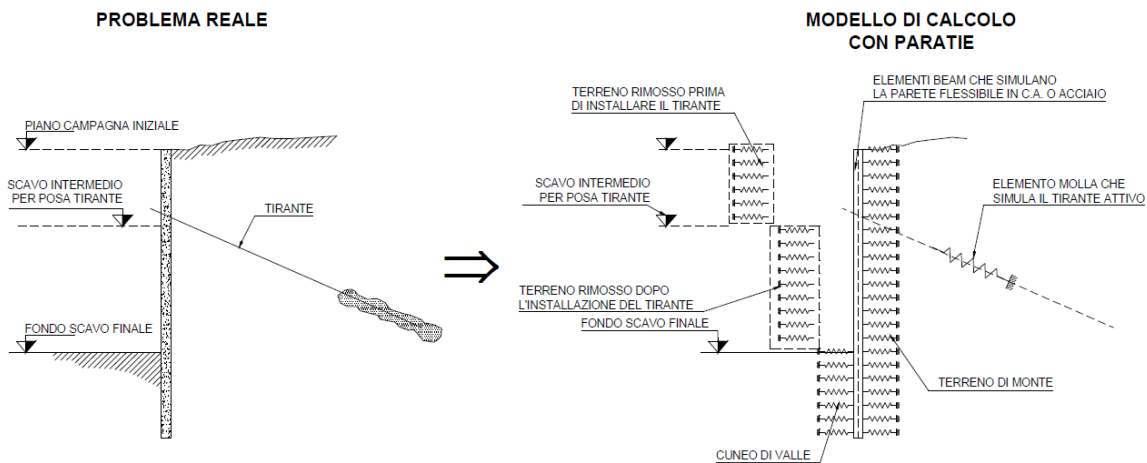 PROBLEMA REALE
PIANO CAMPAGNA INIZIALE
SCAVO INTERMEDIO
PER POSA TIRANTE
TIRANTE
FONDO SCAVO FINALE
MODELLO DI CALCOLO
CON PARATIE
TERRENO RIMOSSO PRIMA
DI INSTALLARE IL TIRANTE
ELEMENTI BEAM CHE SIMULANO
LA PARETE FLESSIBILE IN C.A. O ACCIAIO
SCAVO INTERMEDIO
PER POSA TIRANTE
ELEMENTO MOLLA CHE
SIMULA IL TIRANTE ATTIVO
TERRENO RIMOSSO DOPO
L'INSTALLAZIONE DEL TIRANTE
FONDO SCAVO FINALE
TERRENO DI MONTE
CUNEO DI VALLE